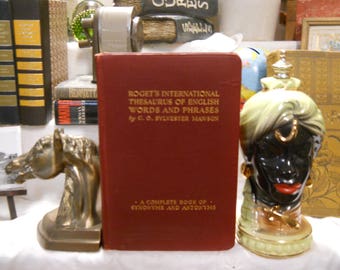 ROGET'S INTERNATIONAL
THESAURUS OF ENGLISH
WORDS AND PHRASES
by C. O. SYLVESTER MAWSON
A COMPLETE BOOK OF
SYNONYMS AND ANTONYMS